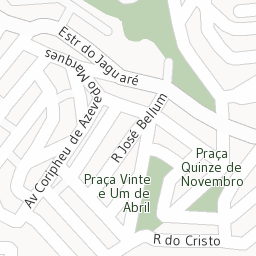 Estr do Jaguaré
Av Coripheu de Azevedo Marques
R José Bellum
Praça
Quinze de
Novembro
Praça Vinte
e Um de
Abril
R do Cristo